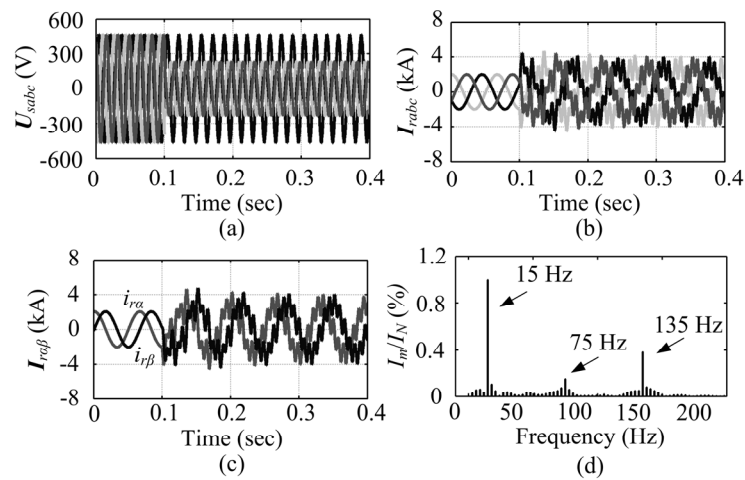 U_sabc (V)
600
300
0
-300
-600
0 0.1 0.2 0.3 0.4
Time (sec)
(a)
I_rabc (kA)
8
4
0
-4
-8
0 0.1 0.2 0.3 0.4
Time (sec)
(b)
I_rαβ (kA)
8
4
0
-4
-8
i_rα
i_rβ
0 0.1 0.2 0.3 0.4
Time (sec)
(c)
I_m/I_N (%)
1.2
0.8
0.4
0
15 Hz
75 Hz
135 Hz
0 50 100 150 200
Frequency (Hz)
(d)